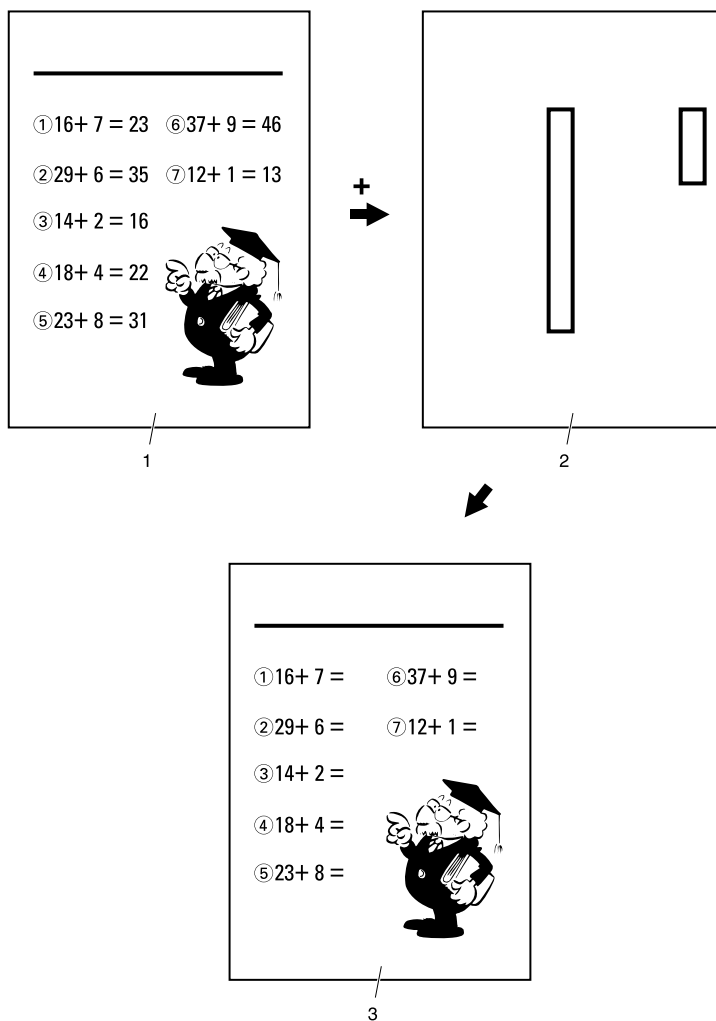 ①16+ 7 = 23 ⑥37+ 9 = 46
②29+ 6 = 35 ⑦12+ 1 = 13
③14+ 2 = 16
④18+ 4 = 22
⑤23+ 8 = 31
1
+
2
①16+ 7 = ⑥37+ 9 =
②29+ 6 = ⑦12+ 1 =
③14+ 2 =
④18+ 4 =
⑤23+ 8 =
3